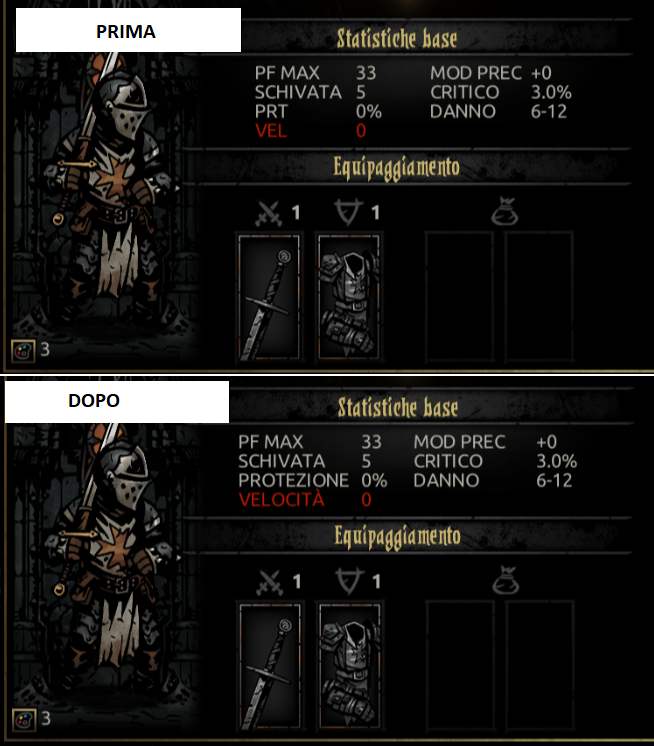 PRIMA
Statistiche base
PF MAX 33 MOD PREC +0
SCHIVATA 5 CRITICO 3.0%
PRT 0% DANNO 6-12
VEL 0
Equipaggiamento
1 1
3
DOPO
Statistiche base
PF MAX 33 MOD PREC +0
SCHIVATA 5 CRITICO 3.0%
PROTEZIONE 0% DANNO 6-12
VELOCITÀ 0
Equipaggiamento
1 1
3